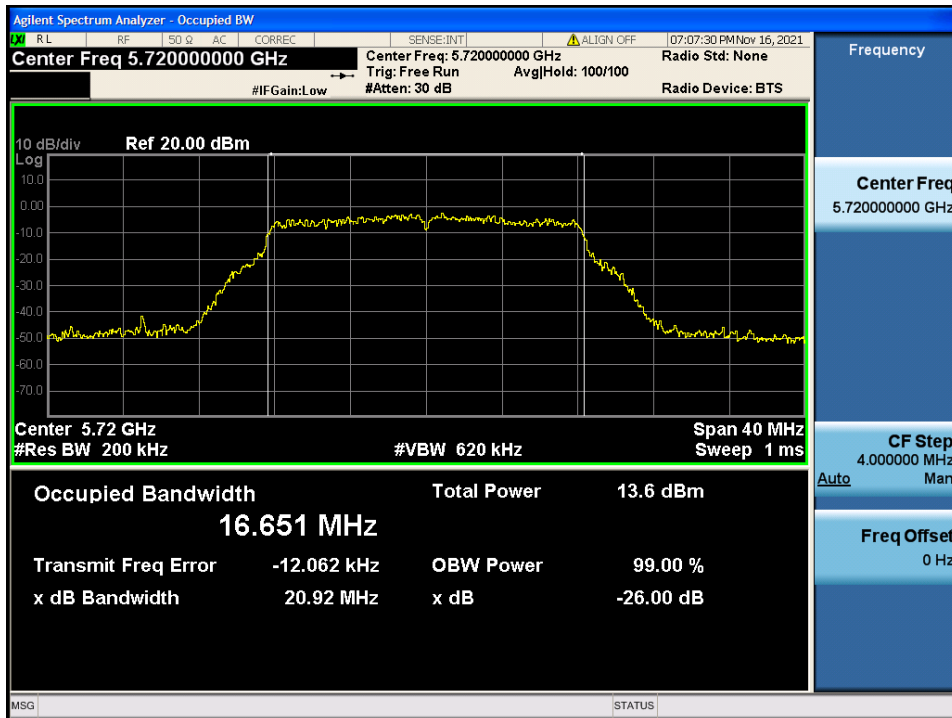 Agilent Spectrum Analyzer - Occupied BW
LXI RL RF 50 Ω AC CORREC SENSE:INT ALIGN OFF 07:07:30 PM Nov 16, 2021
Center Freq 5.720000000 GHz
Center Freq: 5.720000000 GHz
Radio Std: None
Trig: Free Run Avg|Hold: 100/100
#IFGain:Low
#Atten: 30 dB
Radio Device: BTS
10 dB/div Ref 20.00 dBm
Log
10.0
0.00
-10.0
-20.0
-30.0
-40.0
-50.0
-60.0
-70.0
Center 5.72 GHz Span 40 MHz
#Res BW 200 kHz #VBW 620 kHz Sweep 1 ms
Occupied Bandwidth Total Power 13.6 dBm
16.651 MHz
Transmit Freq Error -12.062 kHz OBW Power 99.00 %
x dB Bandwidth 20.92 MHz x dB -26.00 dB
Frequency
Center Freq
5.720000000 GHz
CF Step
4.000000 MHz
Auto Man
Freq Offset
0 Hz
MSG STATUS